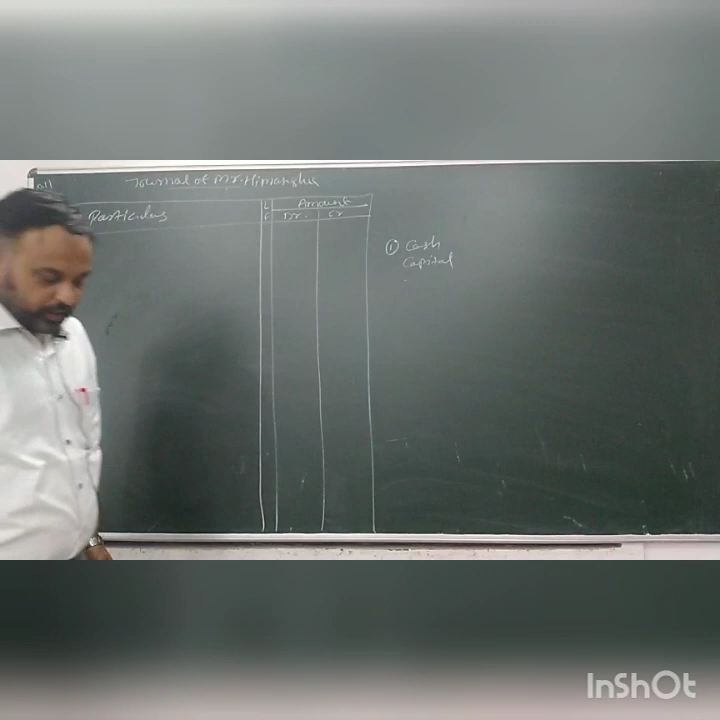 Journal of Mr. Himanshu
Particulars
L
F
Amount
Dr.
Cr
① Cash
Capital
InShOt